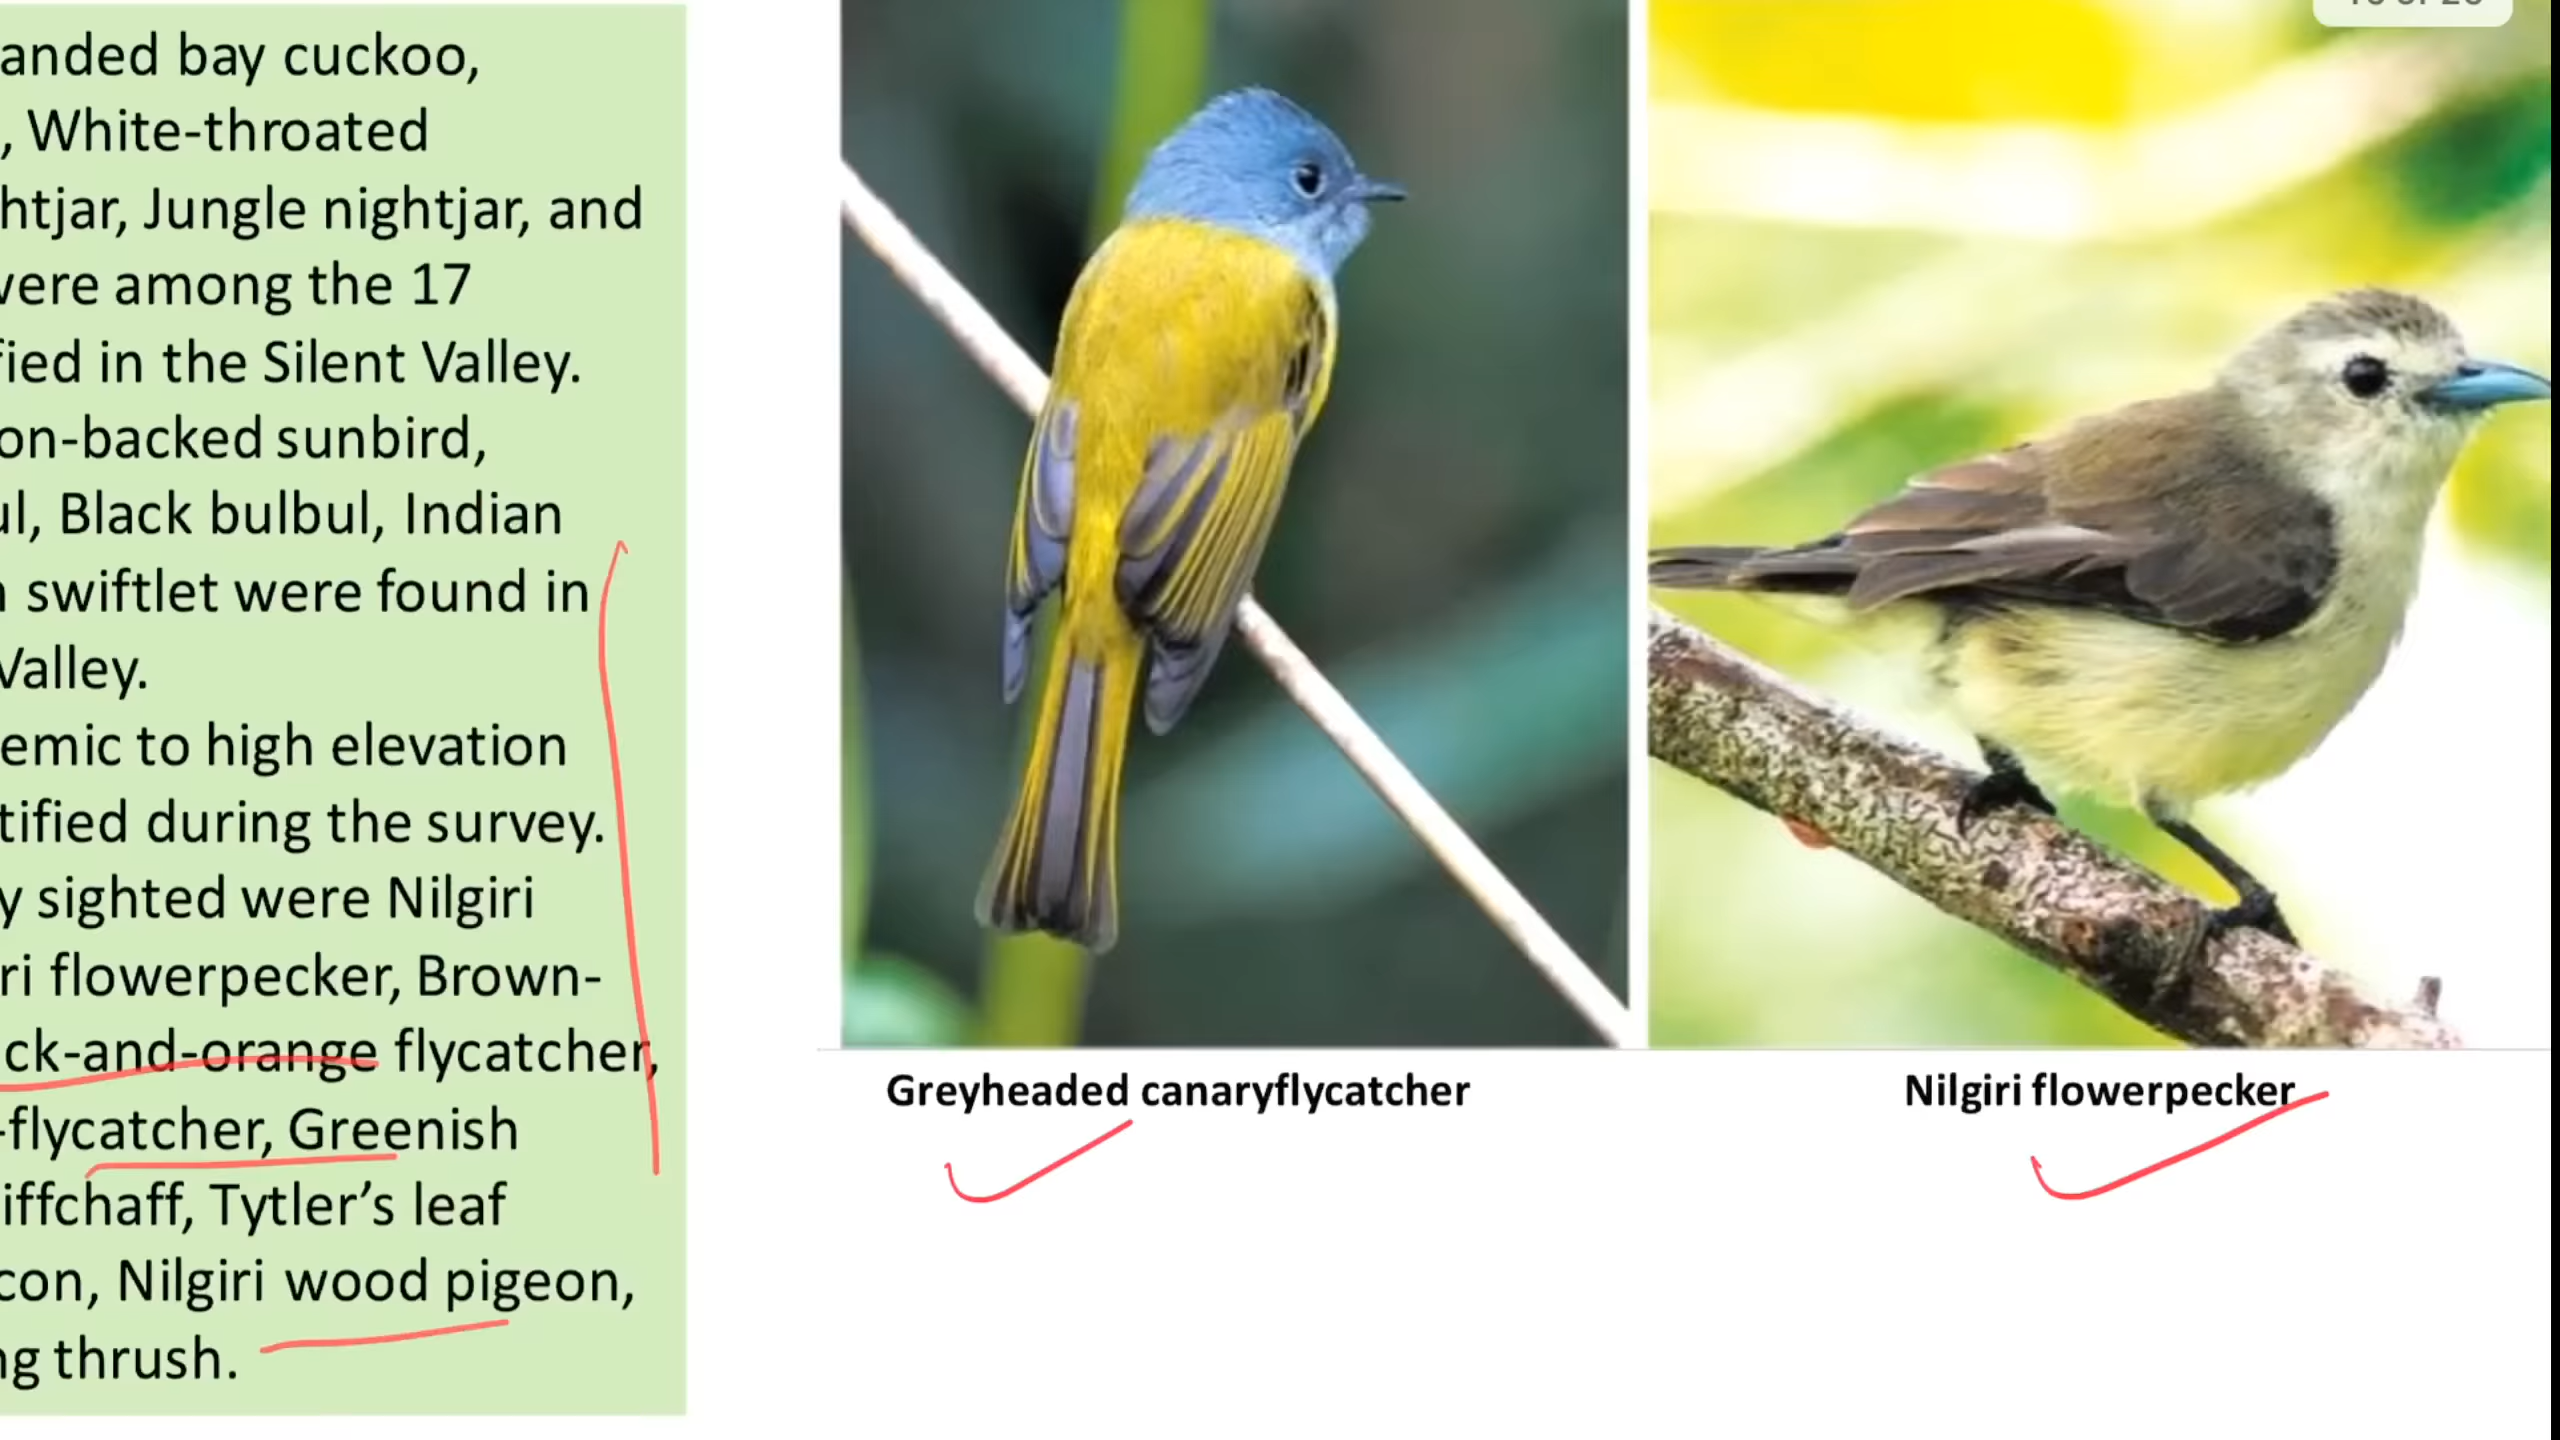 anded bay cuckoo,
, White-throated
htjar, Jungle nightjar, and
were among the 17
fied in the Silent Valley.
on-backed sunbird,
ul, Black bulbul, Indian
n swiftlet were found in
Valley.
emic to high elevation
tified during the survey.
y sighted were Nilgiri
ri flowerpecker, Brown-
ck-and-orange flycatcher,
-flycatcher, Greenish
iffchaff, Tytler’s leaf
con, Nilgiri wood pigeon,
ng thrush.
Greyheaded canaryflycatcher
Nilgiri flowerpecker